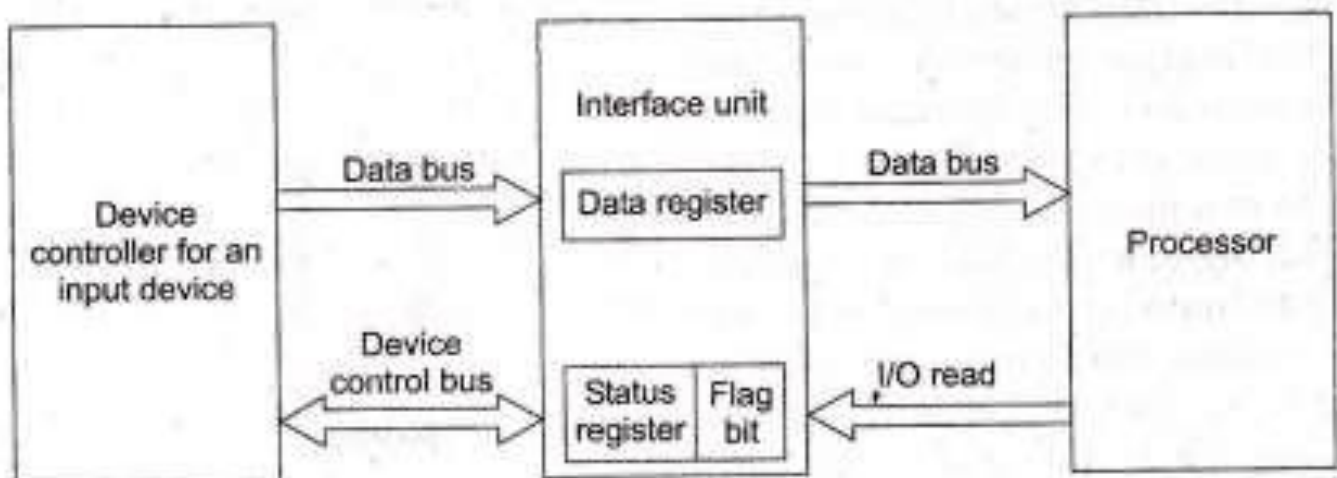 Device
controller for an
input device
Data bus
Device
control bus
Interface unit
Data register
Status
register
Flag
bit
Data bus
I/O read
Processor